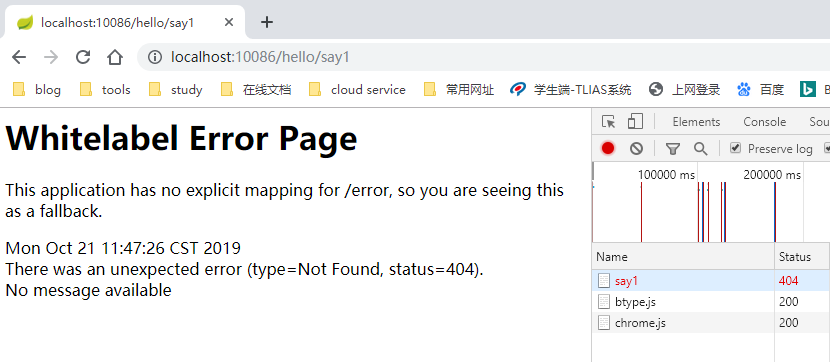 localhost:10086/hello/say1
localhost:10086/hello/say1
blog tools study 在线文档 cloud service 常用网址 学生端-TLIAS系统 上网登录 百度 B
Whitelabel Error Page
This application has no explicit mapping for /error, so you are seeing this
as a fallback.
Mon Oct 21 11:47:26 CST 2019
There was an unexpected error (type=Not Found, status=404).
No message available
Elements Console Sou
Preserve log
100000 ms 200000 ms
Name Status
say1 404
btype.js 200
chrome.js 200